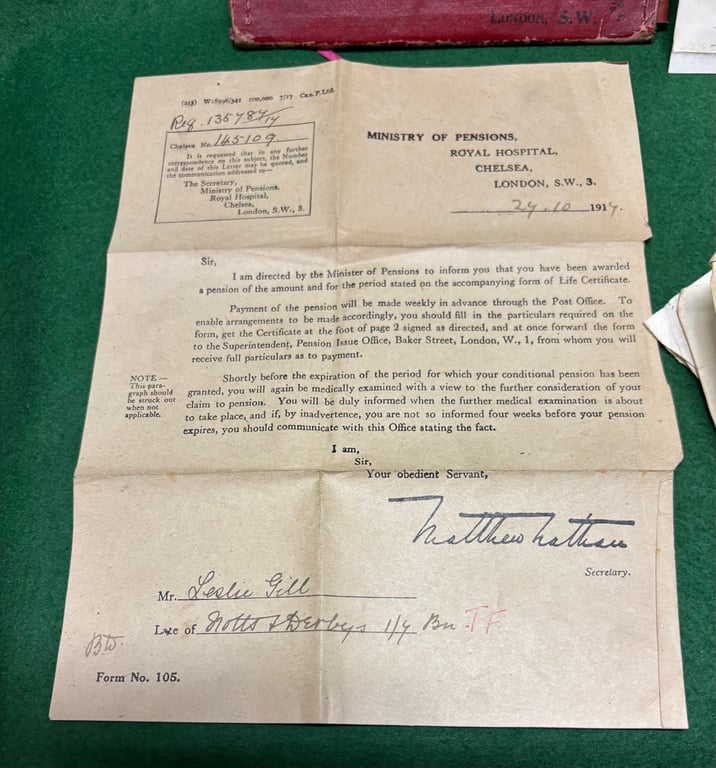 LONDON, S.W.
(213) W18596/341 100,000 7/17 C&E.P.Ltd.
Reg. 135787/17
Chelsea No. 145109
It is requested that in any further
correspondence on this subject, the Number
and date of this Letter may be quoted, and
the communication addressed to—
The Secretary,
Ministry of Pensions,
Royal Hospital,
Chelsea,
London, S.W., 3.
MINISTRY OF PENSIONS,
ROYAL HOSPITAL,
CHELSEA,
LONDON, S.W., 3.
29.10 1917.
Sir,
I am directed by the Minister of Pensions to inform you that you have been awarded
a pension of the amount and for the period stated on the accompanying form of Life Certificate.
Payment of the pension will be made weekly in advance through the Post Office. To
enable arrangements to be made accordingly, you should fill in the particulars required on the
form, get the Certificate at the foot of page 2 signed as directed, and at once forward the form
to the Superintendent, Pension Issue Office, Baker Street, London, W., 1, from whom you will
receive full particulars as to payment.
NOTE.—
This para-
graph should
be struck out
when not
applicable.
Shortly before the expiration of the period for which your conditional pension has been
granted, you will again be medically examined with a view to the further consideration of your
claim to pension. You will be duly informed when the further medical examination is about
to take place, and if, by inadvertence, you are not so informed four weeks before your pension
expires, you should communicate with this Office stating the fact.
I am,
Sir,
Your obedient Servant,
Matthew Nathan
Secretary.
Mr. Leslie Gill
Late of Notts & Derbys 1/7 Bn T.F.
Form No. 105.